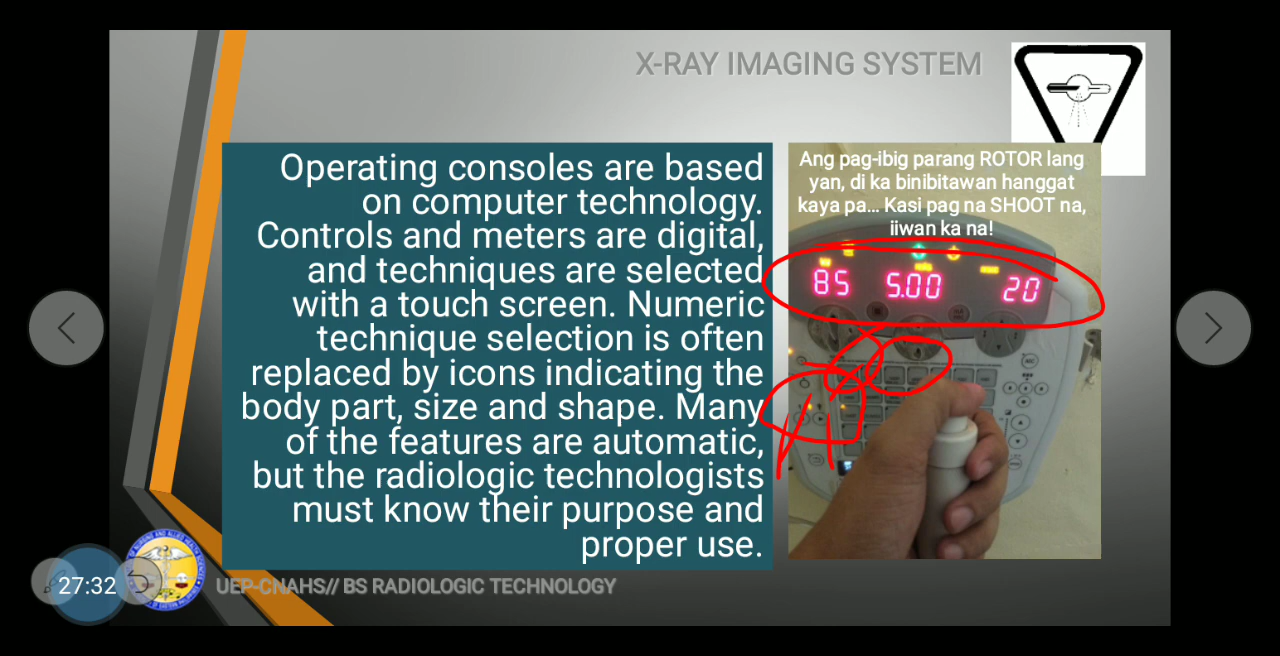 X-RAY IMAGING SYSTEM
Operating consoles are based
on computer technology.
Controls and meters are digital,
and techniques are selected
with a touch screen. Numeric
technique selection is often
replaced by icons indicating the
body part, size and shape. Many
of the features are automatic,
but the radiologic technologists
must know their purpose and
proper use.
Ang pag-ibig parang ROTOR lang
yan, di ka binibitawan hanggat
kaya pa... Kasi pag na SHOOT na,
iiwan ka na!
85 5.00 20
27:32
UEP-CNAHS// BS RADIOLOGIC TECHNOLOGY